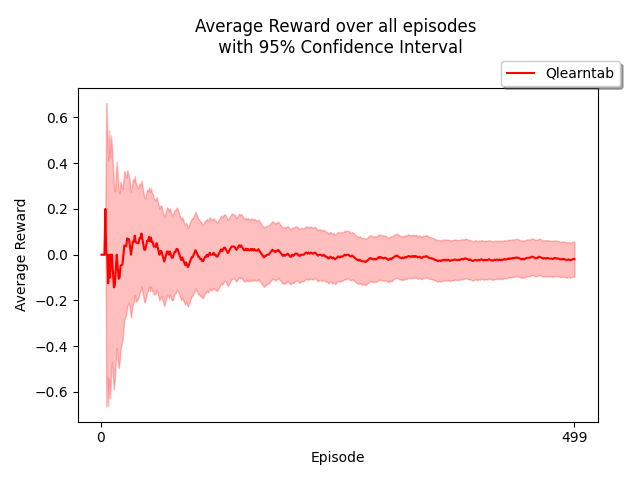 Average Reward over all episodes
with 95% Confidence Interval
Qlearntab
0.6
0.4
0.2
0.0
−0.2
−0.4
−0.6
Average Reward
0
499
Episode